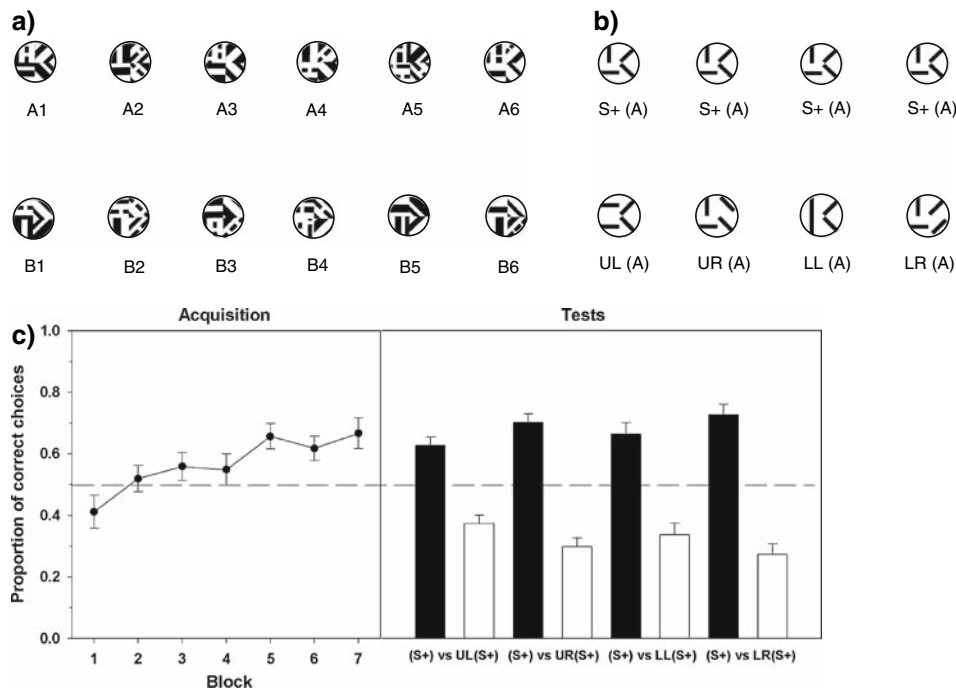 a)
b)
A1 A2 A3 A4 A5 A6
S+ (A) S+ (A) S+ (A) S+ (A)
B1 B2 B3 B4 B5 B6
UL (A) UR (A) LL (A) LR (A)
c)
Acquisition Tests
Proportion of correct choices
1.0
0.8
0.6
0.4
0.2
0.0
1 2 3 4 5 6 7
Block
(S+) vs UL(S+) (S+) vs UR(S+) (S+) vs LL(S+) (S+) vs LR(S+)